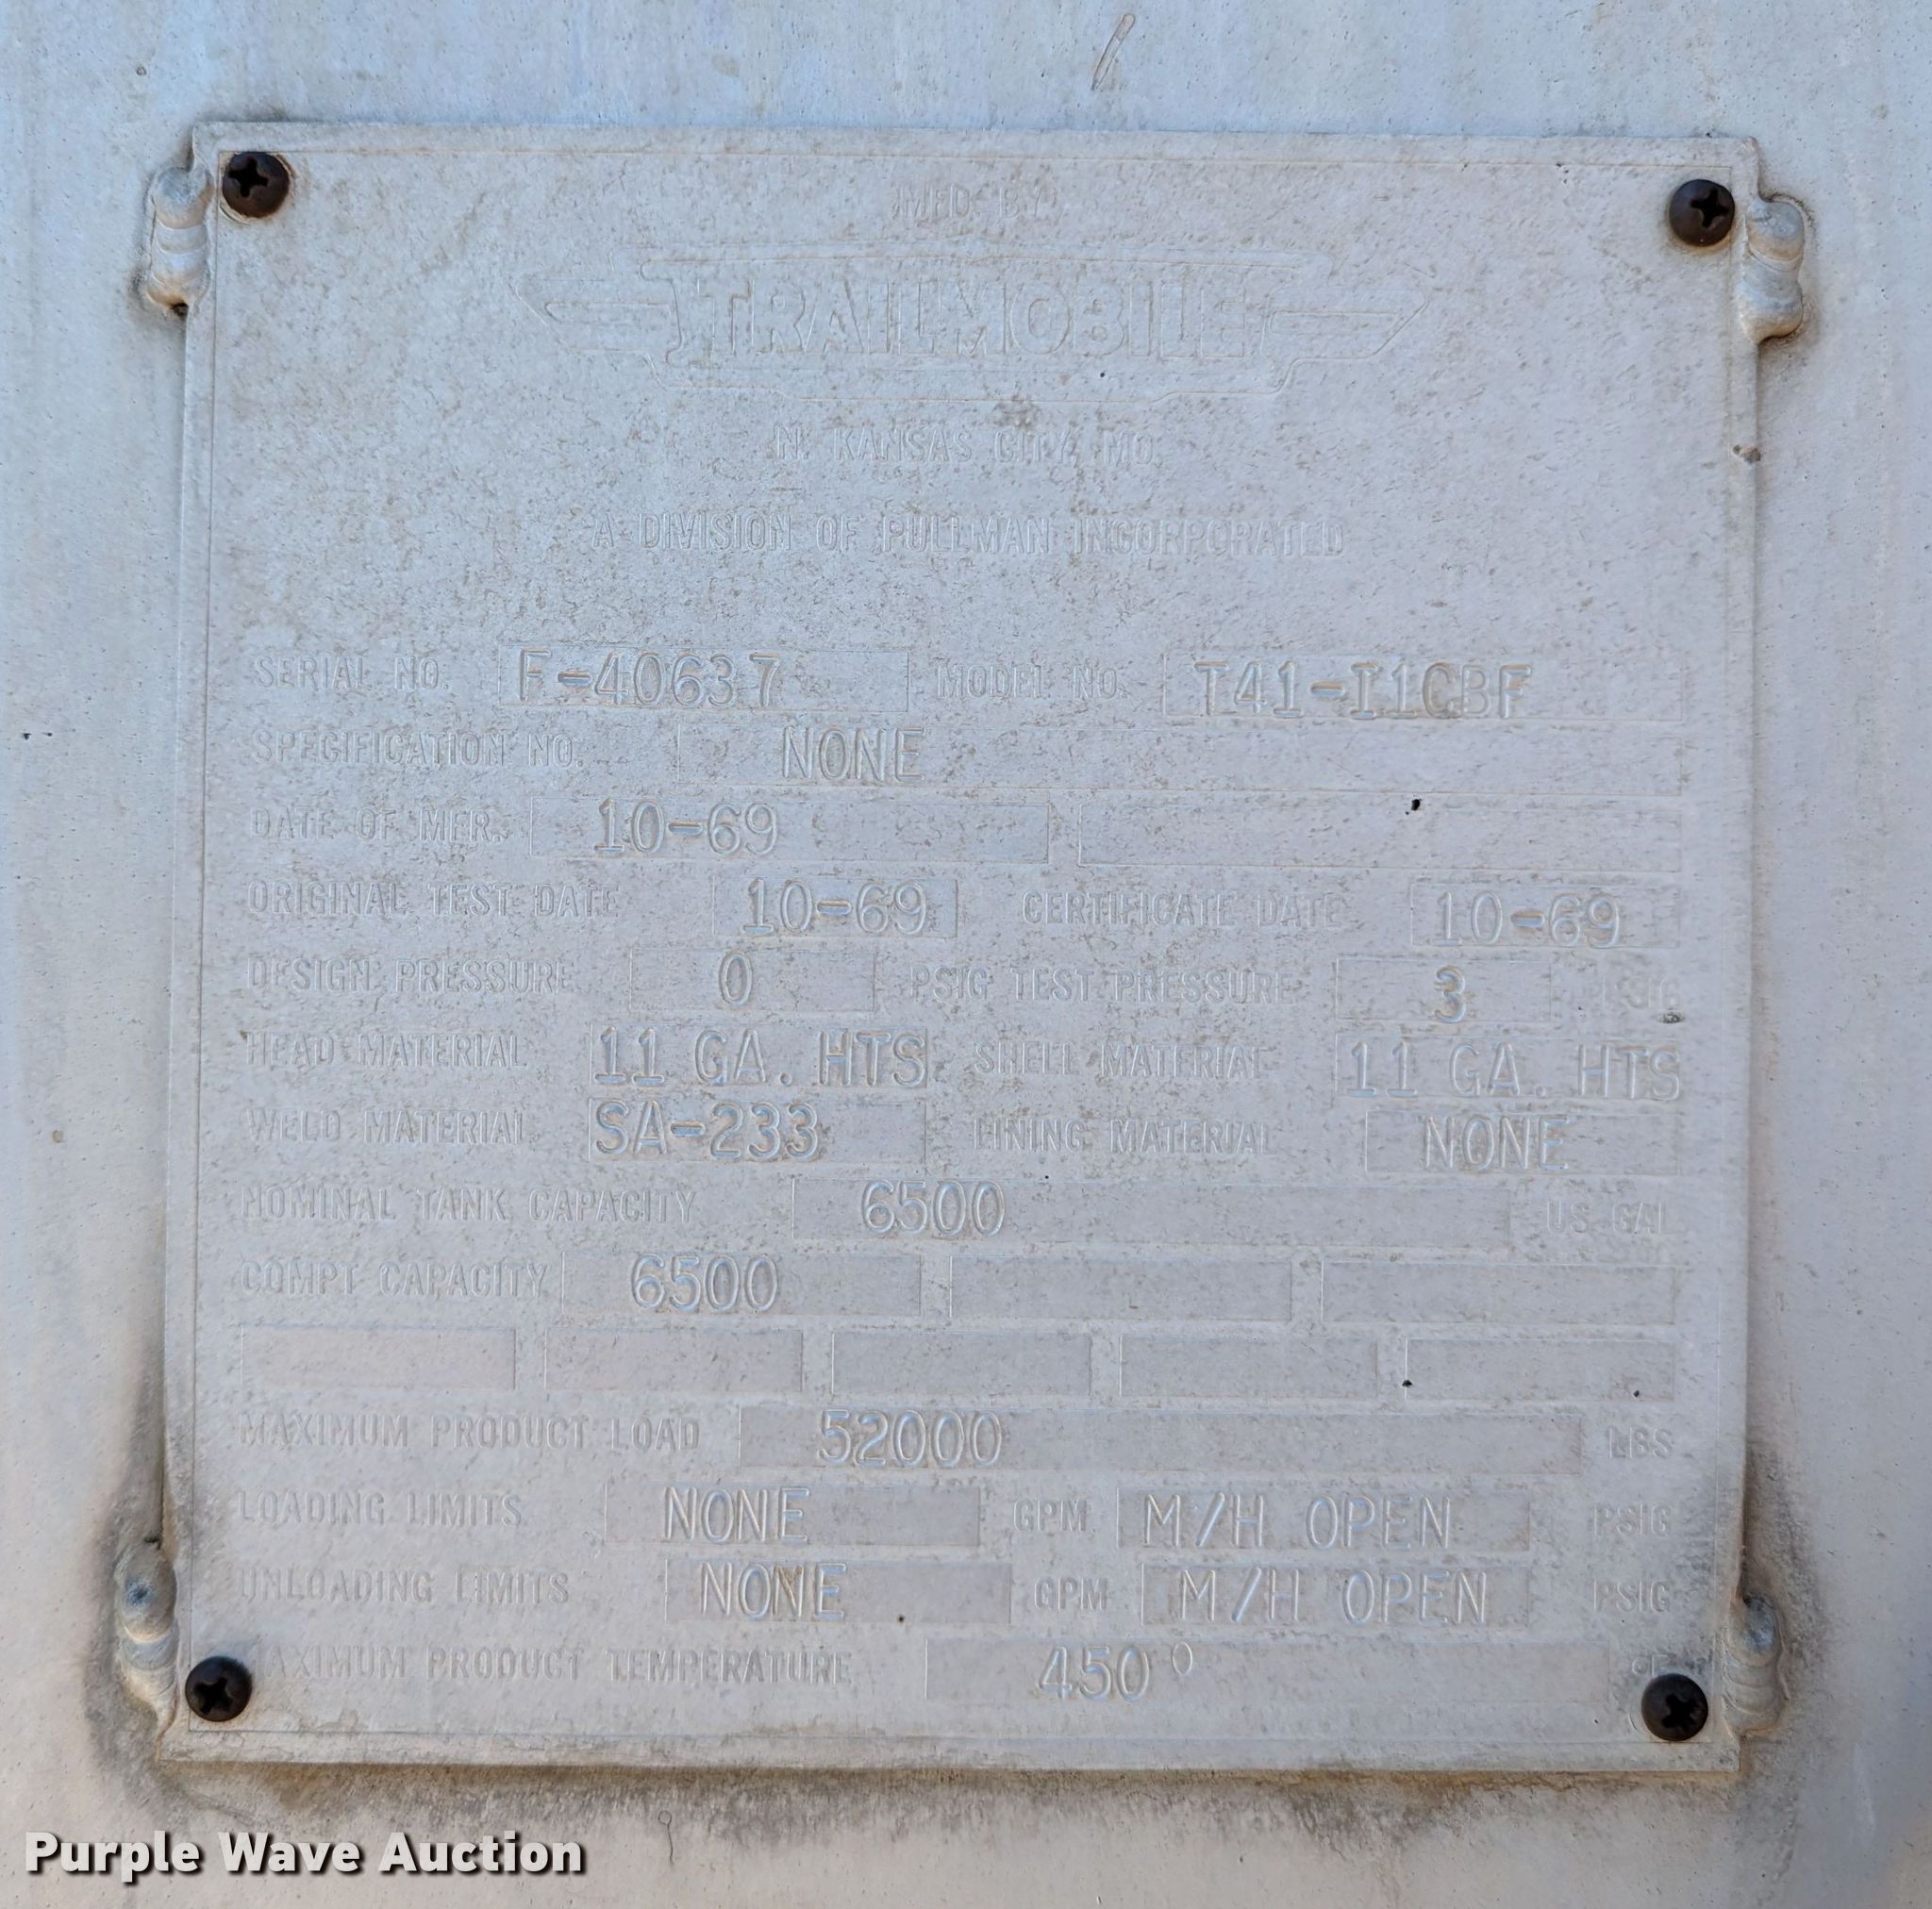 MFD. BY
TRAILMOBILE
N. KANSAS CITY, MO.
A DIVISION OF PULLMAN INCORPORATED
SERIAL NO. F-40637 MODEL NO. T41-I1CBF
SPECIFICATION NO. NONE
DATE OF MFR. 10-69
ORIGINAL TEST DATE 10-69 CERTIFICATE DATE 10-69
DESIGN PRESSURE 0 PSIG TEST PRESSURE 3 PSIG
HEAD MATERIAL 11 GA. HTS SHELL MATERIAL 11 GA. HTS
WELD MATERIAL SA-233 LINING MATERIAL NONE
NOMINAL TANK CAPACITY 6500 US GAL
COMPT CAPACITY 6500
MAXIMUM PRODUCT LOAD 52000 LBS
LOADING LIMITS NONE GPM M/H OPEN PSIG
UNLOADING LIMITS NONE GPM M/H OPEN PSIG
MAXIMUM PRODUCT TEMPERATURE 450° °F
Purple Wave Auction